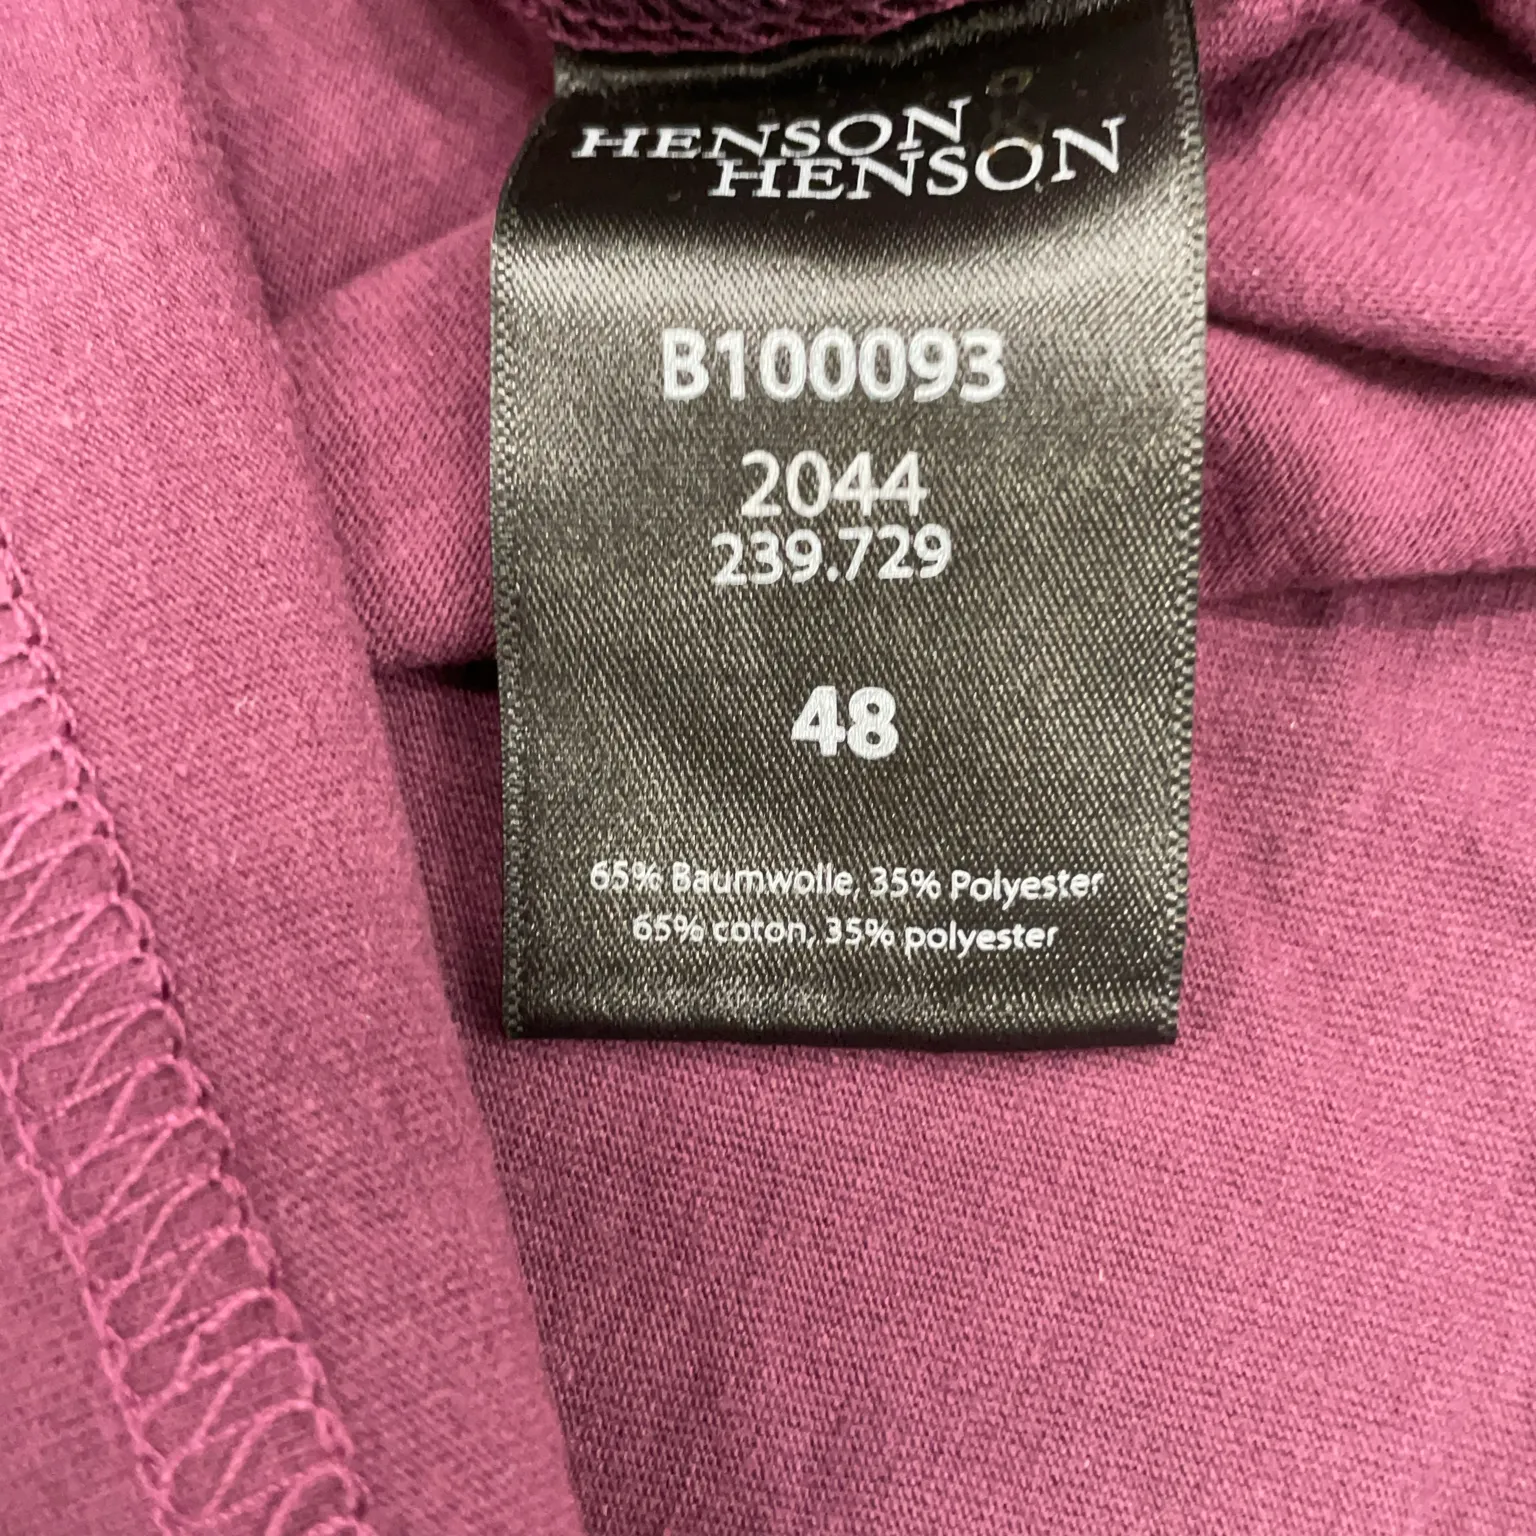 HENSON
HENSON
B100093
2044
239.729
48
65% Baumwolle, 35% Polyester
65% coton, 35% polyester